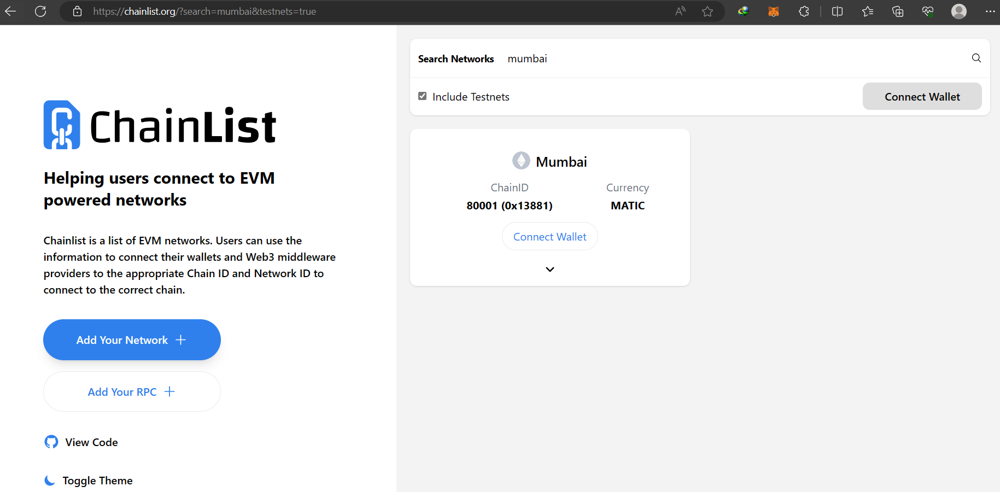 https://chainlist.org/?search=mumbai&testnets=true
ChainList
Helping users connect to EVM
powered networks
Chainlist is a list of EVM networks. Users can use the
information to connect their wallets and Web3 middleware
providers to the appropriate Chain ID and Network ID to
connect to the correct chain.
Add Your Network
Add Your RPC
View Code
Toggle Theme
Search Networks mumbai
Include Testnets
Connect Wallet
Mumbai
ChainID Currency
80001 (0x13881) MATIC
Connect Wallet